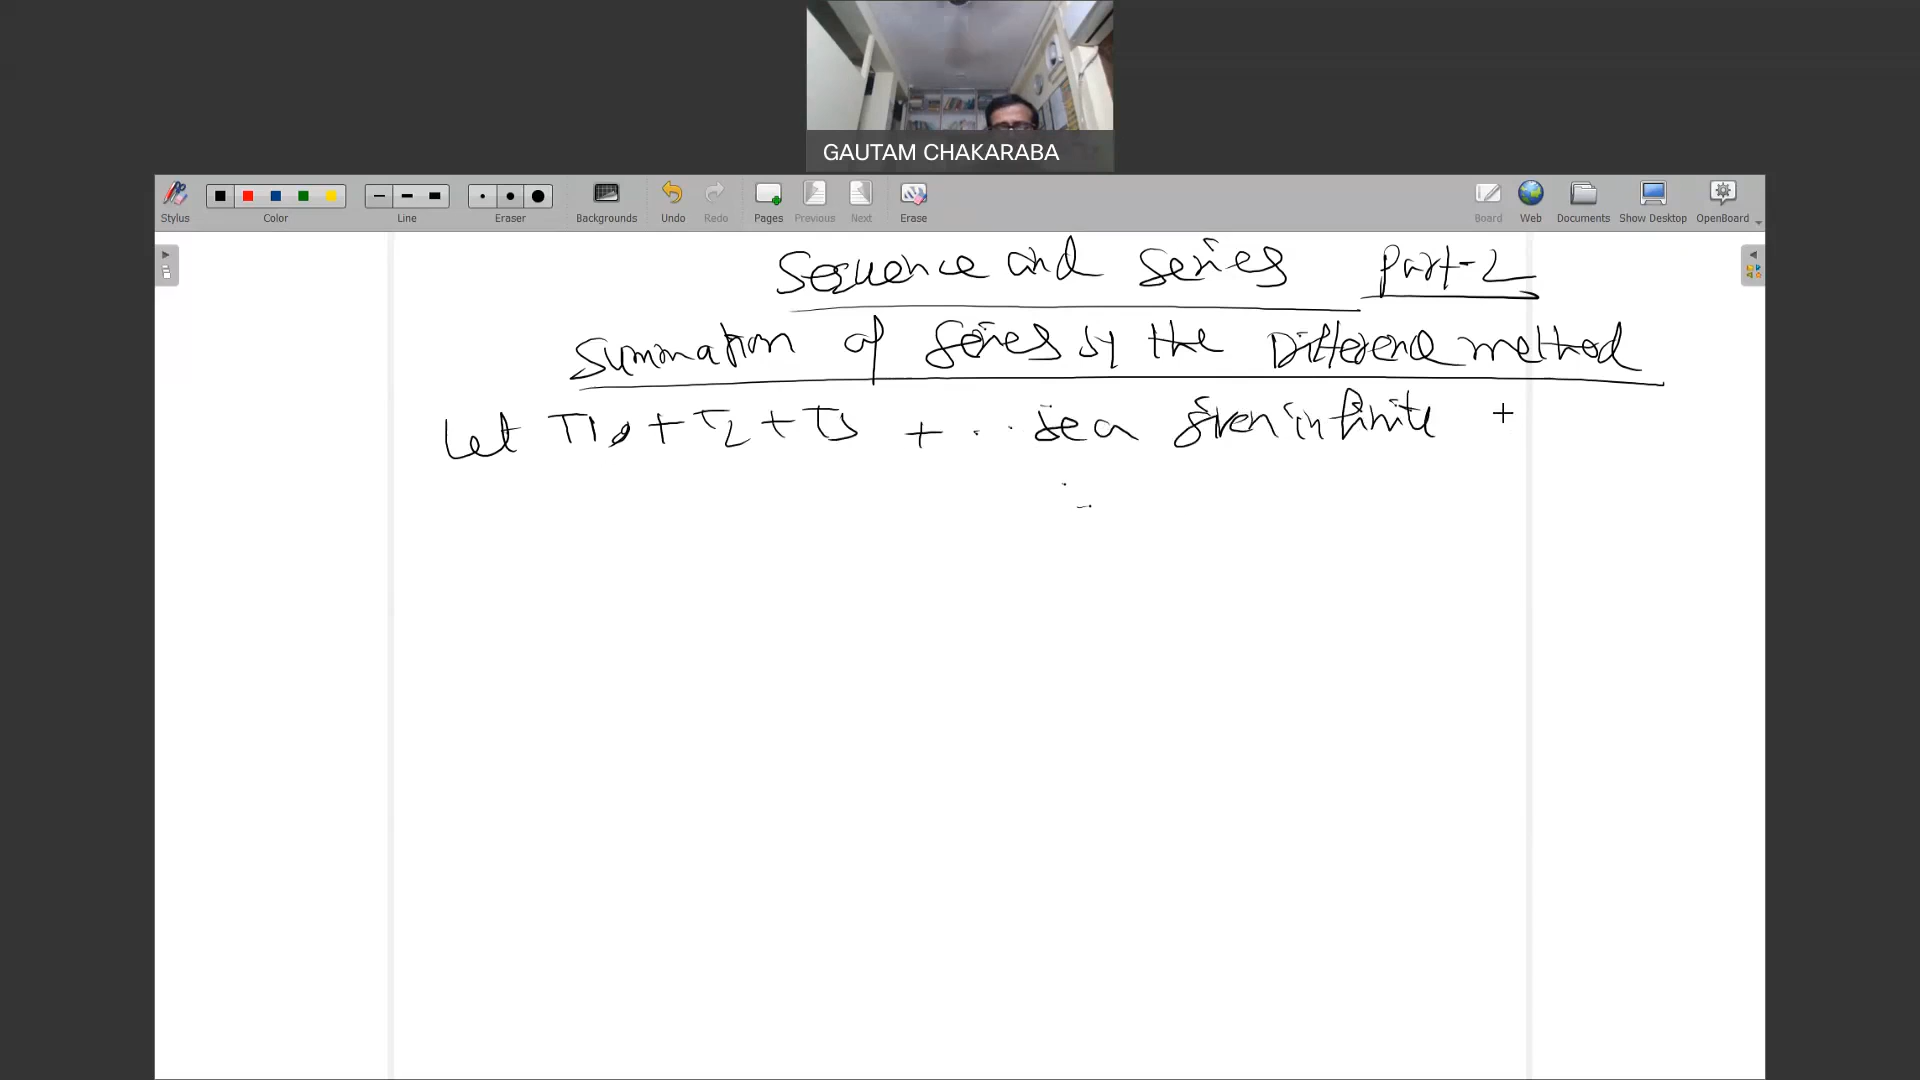 GAUTAM CHAKARABA
Stylus Color Line Eraser Backgrounds Undo Redo Pages Previous Next Erase Board Web Documents Show Desktop OpenBoard
Sequence and Series Part-2
Summation of Series by the Difference method
Let T1 + T2 + T3 + ... be a given infinite